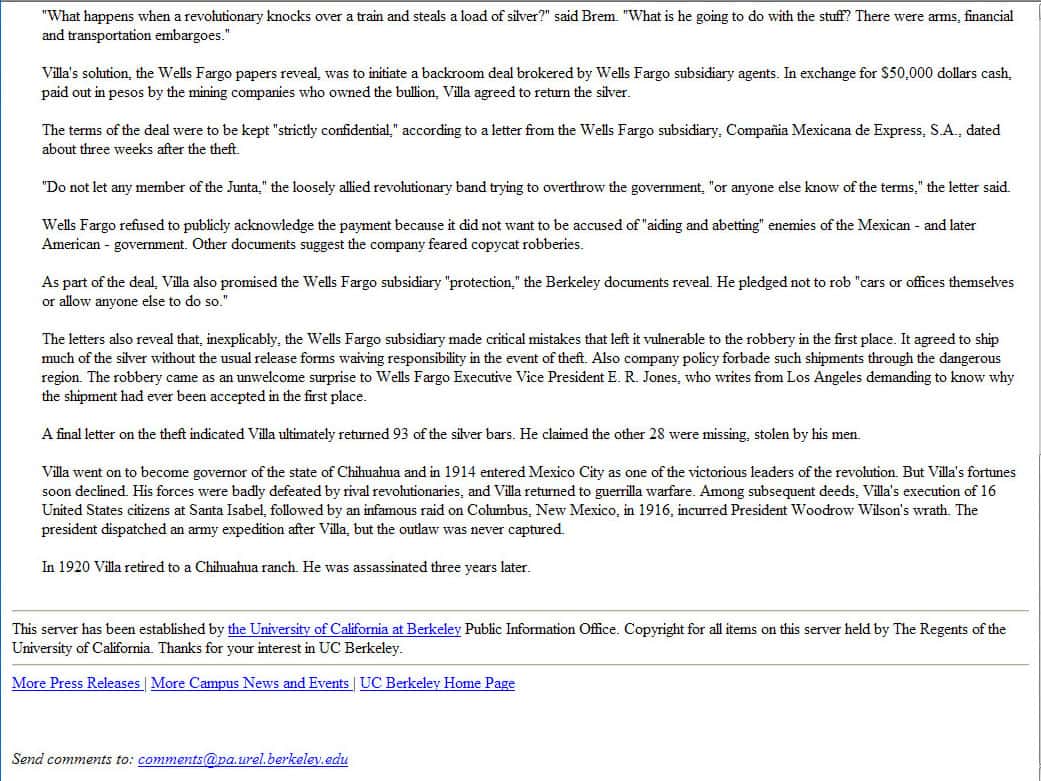 "What happens when a revolutionary knocks over a train and steals a load of silver?" said Brem. "What is he going to do with the stuff? There were arms, financial
and transportation embargoes."
Villa's solution, the Wells Fargo papers reveal, was to initiate a backroom deal brokered by Wells Fargo subsidiary agents. In exchange for $50,000 dollars cash,
paid out in pesos by the mining companies who owned the bullion, Villa agreed to return the silver.
The terms of the deal were to be kept "strictly confidential," according to a letter from the Wells Fargo subsidiary, Compañia Mexicana de Express, S.A., dated
about three weeks after the theft.
"Do not let any member of the Junta," the loosely allied revolutionary band trying to overthrow the government, "or anyone else know of the terms," the letter said.
Wells Fargo refused to publicly acknowledge the payment because it did not want to be accused of "aiding and abetting" enemies of the Mexican - and later
American - government. Other documents suggest the company feared copycat robberies.
As part of the deal, Villa also promised the Wells Fargo subsidiary "protection," the Berkeley documents reveal. He pledged not to rob "cars or offices themselves
or allow anyone else to do so."
The letters also reveal that, inexplicably, the Wells Fargo subsidiary made critical mistakes that left it vulnerable to the robbery in the first place. It agreed to ship
much of the silver without the usual release forms waiving responsibility in the event of theft. Also company policy forbade such shipments through the dangerous
region. The robbery came as an unwelcome surprise to Wells Fargo Executive Vice President E. R. Jones, who writes from Los Angeles demanding to know why
the shipment had ever been accepted in the first place.
A final letter on the theft indicated Villa ultimately returned 93 of the silver bars. He claimed the other 28 were missing, stolen by his men.
Villa went on to become governor of the state of Chihuahua and in 1914 entered Mexico City as one of the victorious leaders of the revolution. But Villa's fortunes
soon declined. His forces were badly defeated by rival revolutionaries, and Villa returned to guerrilla warfare. Among subsequent deeds, Villa's execution of 16
United States citizens at Santa Isabel, followed by an infamous raid on Columbus, New Mexico, in 1916, incurred President Woodrow Wilson's wrath. The
president dispatched an army expedition after Villa, but the outlaw was never captured.
In 1920 Villa retired to a Chihuahua ranch. He was assassinated three years later.
This server has been established by the University of California at Berkeley Public Information Office. Copyright for all items on this server held by The Regents of the
University of California. Thanks for your interest in UC Berkeley.
More Press Releases | More Campus News and Events | UC Berkeley Home Page
Send comments to: comments@pa.urel.berkeley.edu